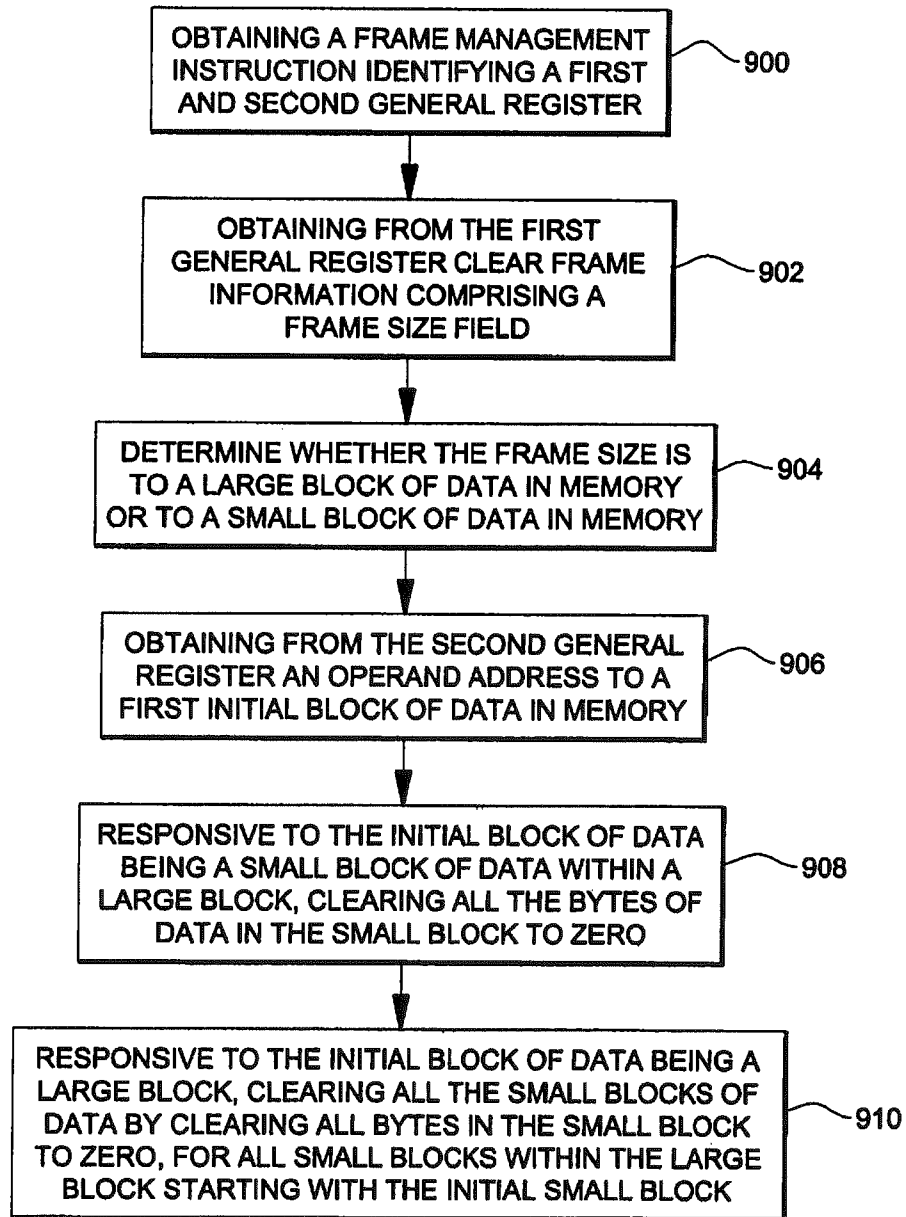 OBTAINING A FRAME MANAGEMENT
INSTRUCTION IDENTIFYING A FIRST
AND SECOND GENERAL REGISTER
900
OBTAINING FROM THE FIRST
GENERAL REGISTER CLEAR FRAME
INFORMATION COMPRISING A
FRAME SIZE FIELD
902
DETERMINE WHETHER THE FRAME SIZE IS
TO A LARGE BLOCK OF DATA IN MEMORY
OR TO A SMALL BLOCK OF DATA IN MEMORY
904
OBTAINING FROM THE SECOND GENERAL
REGISTER AN OPERAND ADDRESS TO A
FIRST INITIAL BLOCK OF DATA IN MEMORY
906
RESPONSIVE TO THE INITIAL BLOCK OF DATA
BEING A SMALL BLOCK OF DATA WITHIN A
LARGE BLOCK, CLEARING ALL THE BYTES OF
DATA IN THE SMALL BLOCK TO ZERO
908
RESPONSIVE TO THE INITIAL BLOCK OF DATA BEING A
LARGE BLOCK, CLEARING ALL THE SMALL BLOCKS OF
DATA BY CLEARING ALL BYTES IN THE SMALL BLOCK
TO ZERO, FOR ALL SMALL BLOCKS WITHIN THE LARGE
BLOCK STARTING WITH THE INITIAL SMALL BLOCK
910